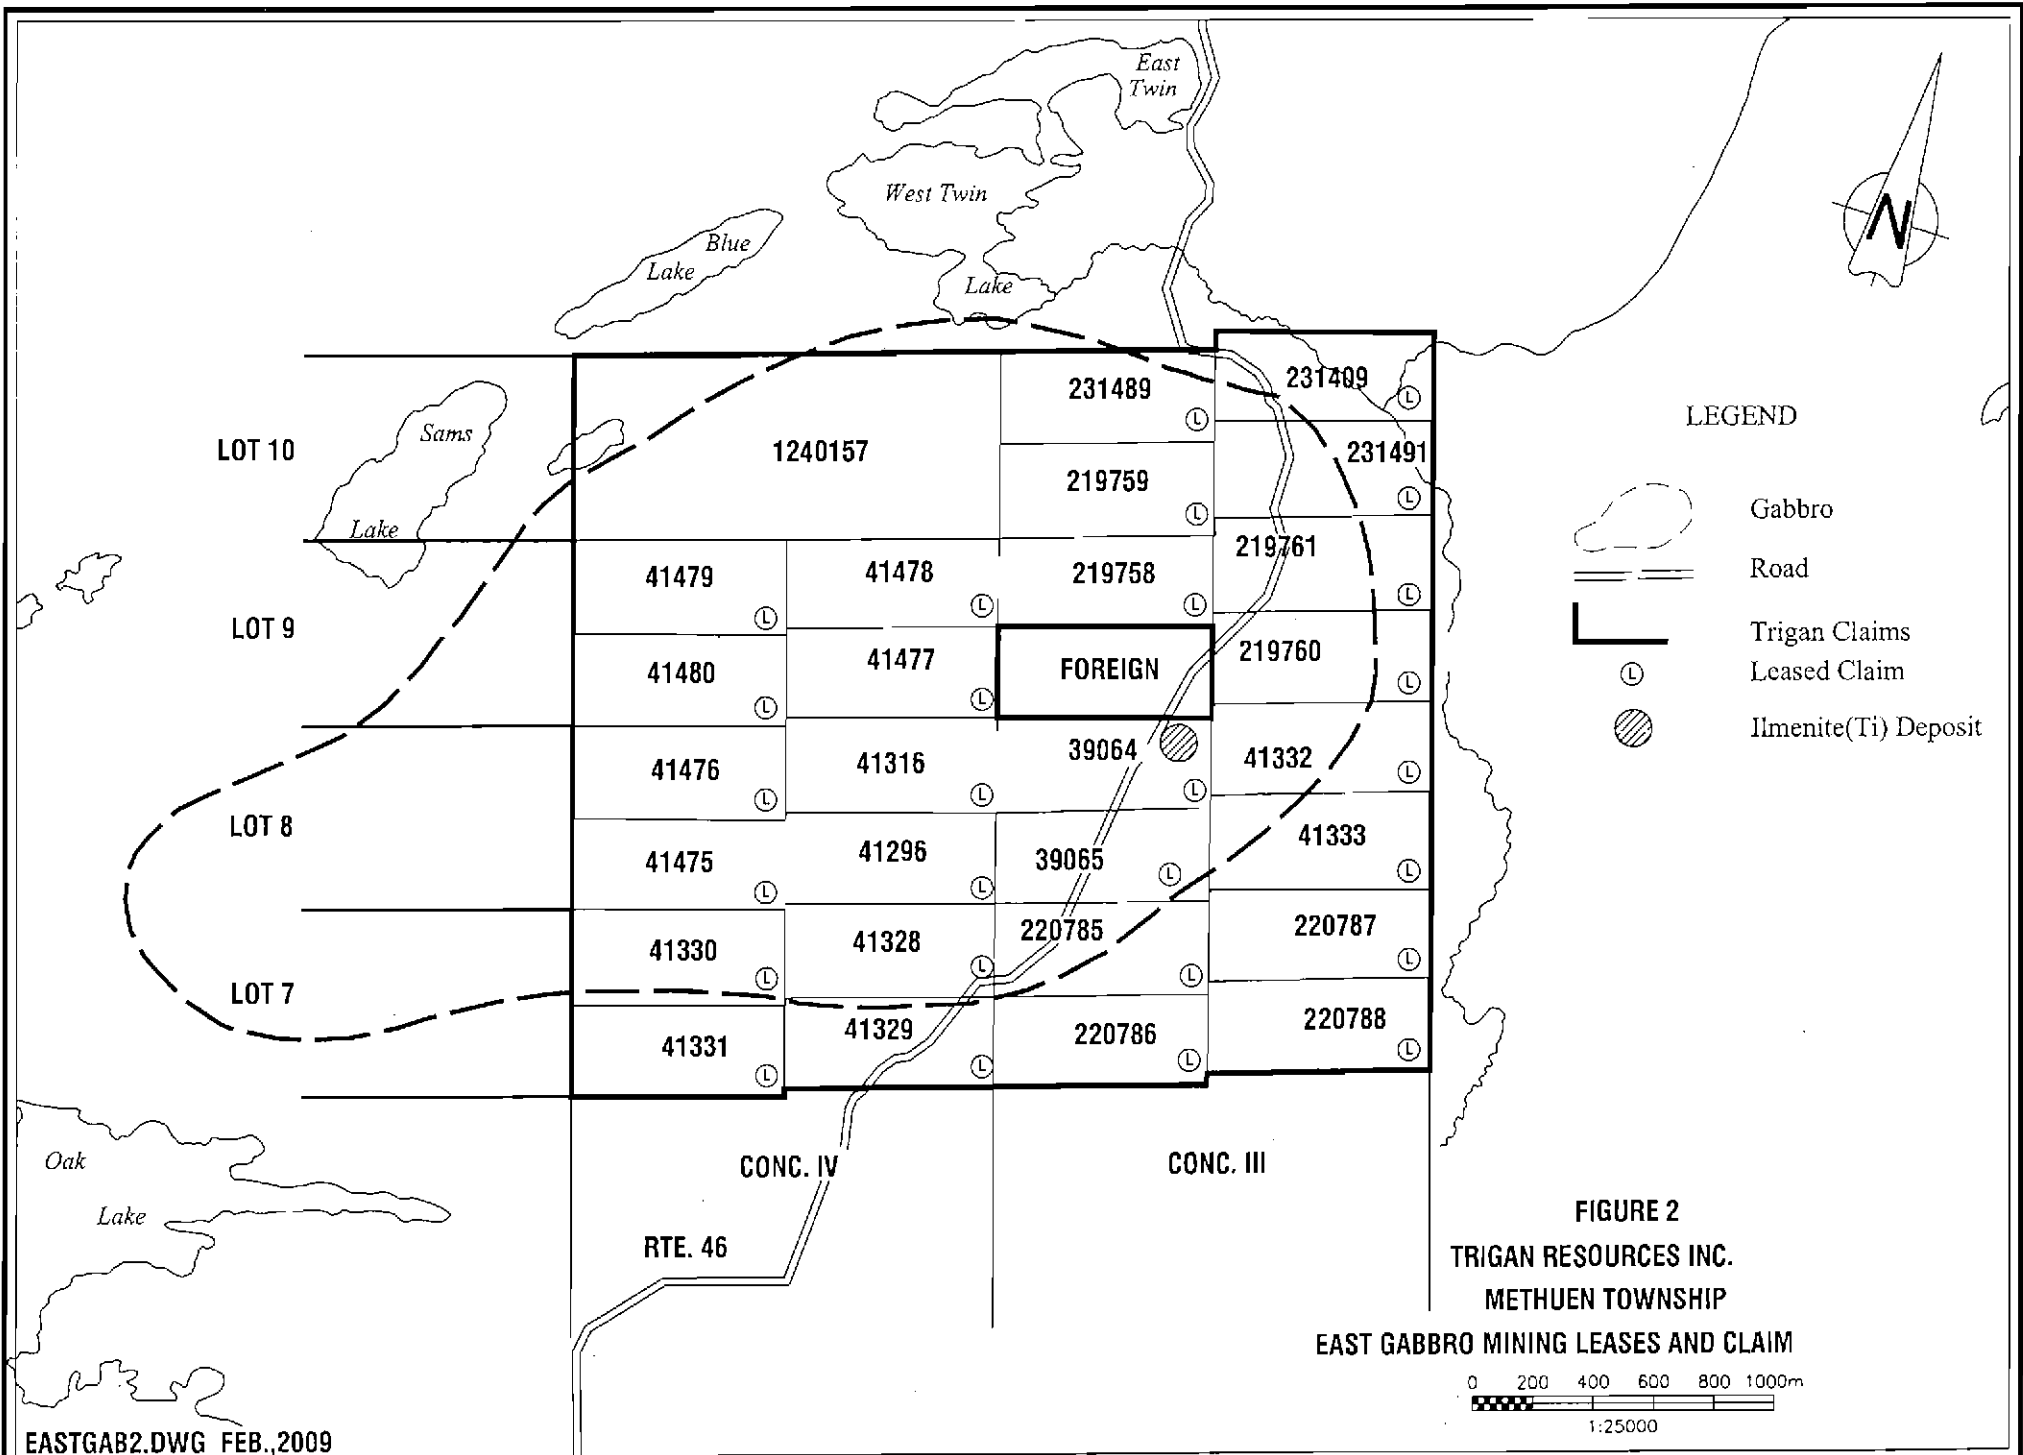 East
Twin
West Twin
Lake
Blue
Lake
N
231409
L
231489
L
LEGEND
LOT 10
Sams
Lake
1240157
231491
L
219759
L
Gabbro
Road
Trigan Claims
L Leased Claim
Ilmenite(Ti) Deposit
LOT 9
41479
L
41478
L
219758
L
219761
L
41480
L
41477
L
FOREIGN
219760
L
LOT 8
41476
L
41316
L
39064
L
41332
L
41475
L
41296
L
39065
L
41333
L
LOT 7
41330
L
41328
L
220785
L
220787
L
41331
L
41329
L
220786
L
220788
L
Oak
Lake
CONC. IV
CONC. III
RTE. 46
FIGURE 2
TRIGAN RESOURCES INC.
METHUEN TOWNSHIP
EAST GABBRO MINING LEASES AND CLAIM
0 200 400 600 800 1000m
1:25000
EASTGAB2.DWG FEB.,2009